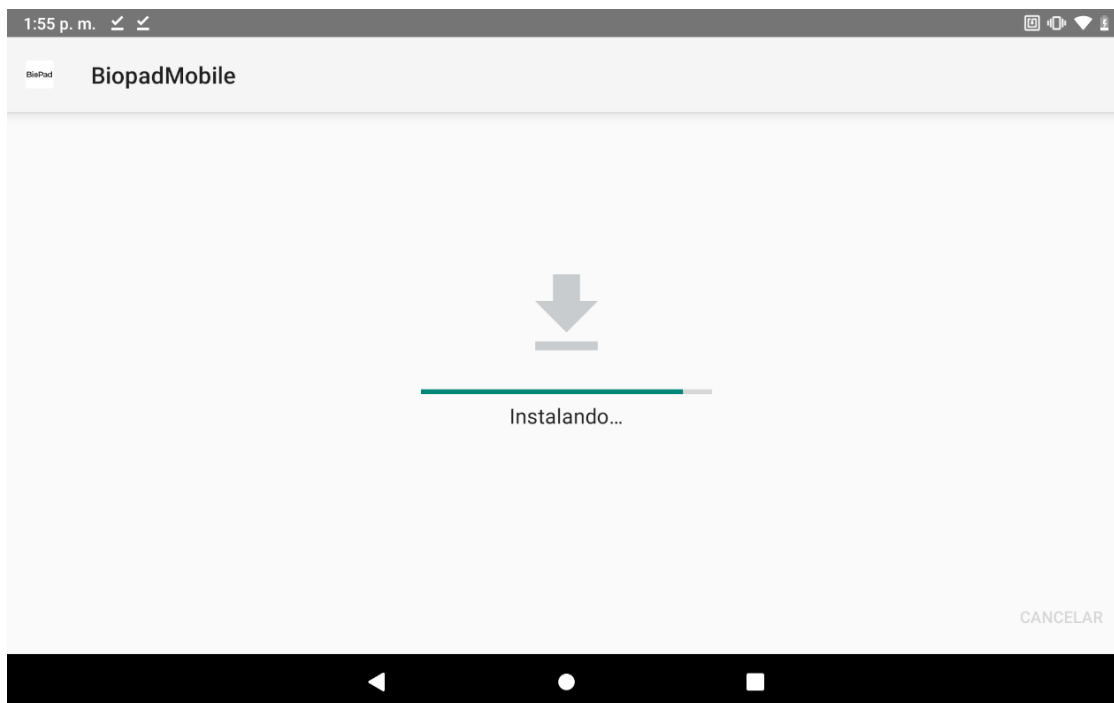 1:55 p. m.
BioPad
BiopadMobile
Instalando…
CANCELAR